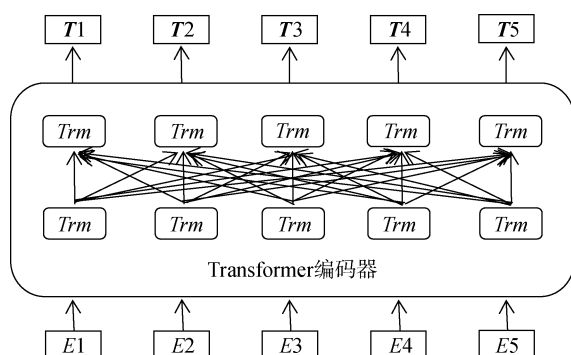 T1 T2 T3 T4 T5
Trm Trm Trm Trm Trm
Trm Trm Trm Trm Trm
Transformer编码器
E1 E2 E3 E4 E5